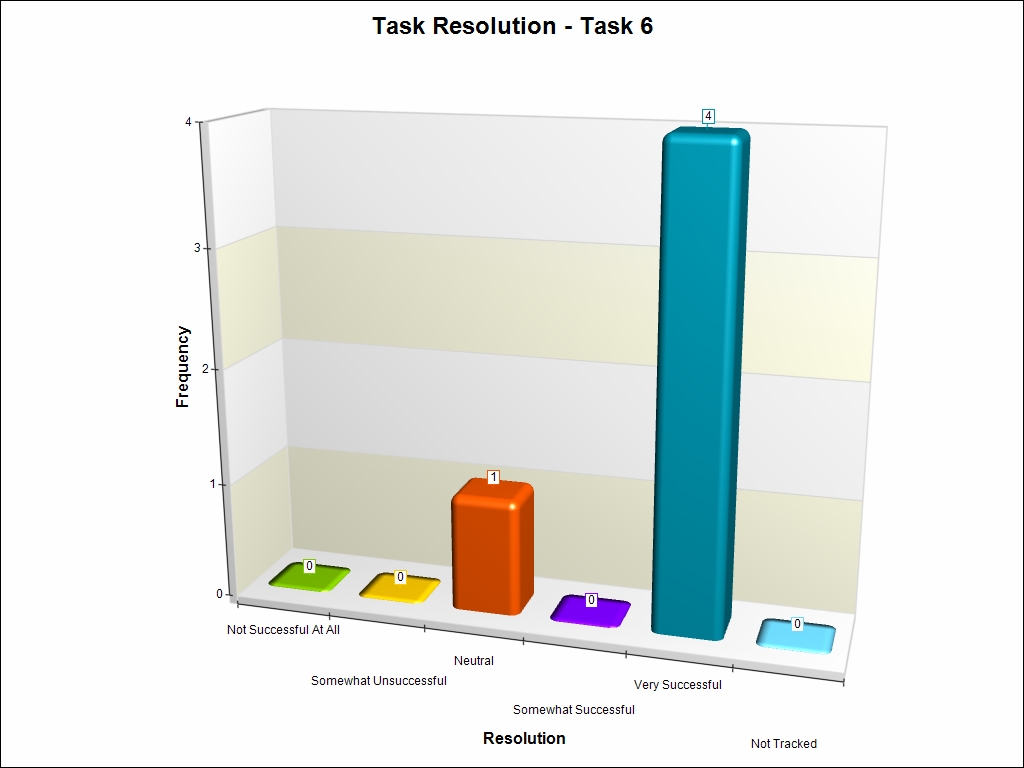 Task Resolution - Task 6
4
4
3
Frequency
2
1
1
0
0
0
0
0
Not Successful At All
Neutral
Somewhat Unsuccessful
Very Successful
Somewhat Successful
Resolution
Not Tracked